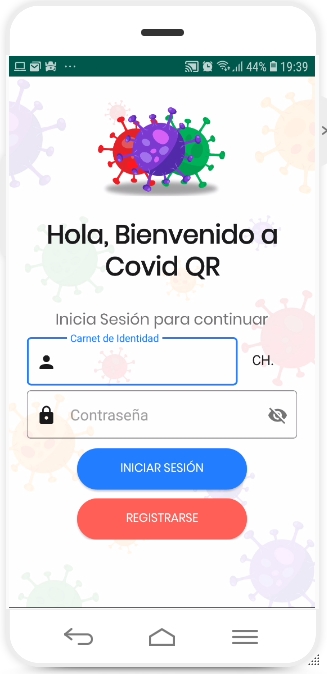 44% 19:39
Hola, Bienvenido a
Covid QR
Inicia Sesión para continuar
Carnet de Identidad
CH.
Contraseña
INICIAR SESIÓN
REGISTRARSE